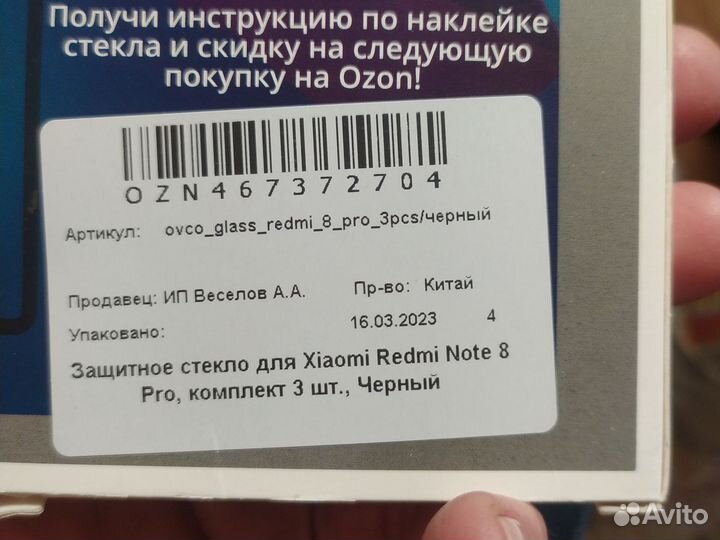 Получи инструкцию по наклейке
стекла и скидку на следующую
покупку на Ozon!
OZN467372704
Артикул: ovco_glass_redmi_8_pro_3pcs/черный
Продавец: ИП Веселов А.А. Пр-во: Китай
Упаковано: 16.03.2023 4
Защитное стекло для Xiaomi Redmi Note 8
Pro, комплект 3 шт., Черный
Avito